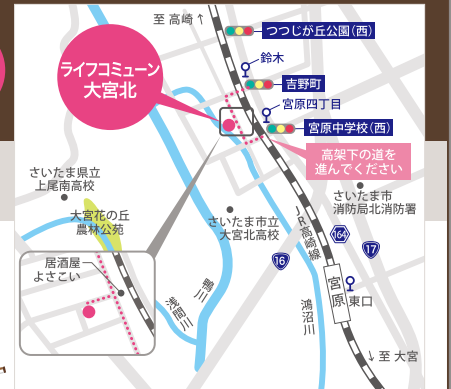 至 高崎
つつじが丘公園(西)
鈴木
吉野町
ライフコミューン
大宮北
宮原四丁目
宮原中学校(西)
高架下の道を
進んでください
さいたま県立
上尾南高校
さいたま市
消防局北消防署
大宮花の丘
農林公苑
さいたま市立
大宮北高校
JR高崎線
164
17
16
居酒屋
よさこい
鴨川
浅間川
鴻沼川
宮原
東口
至 大宮